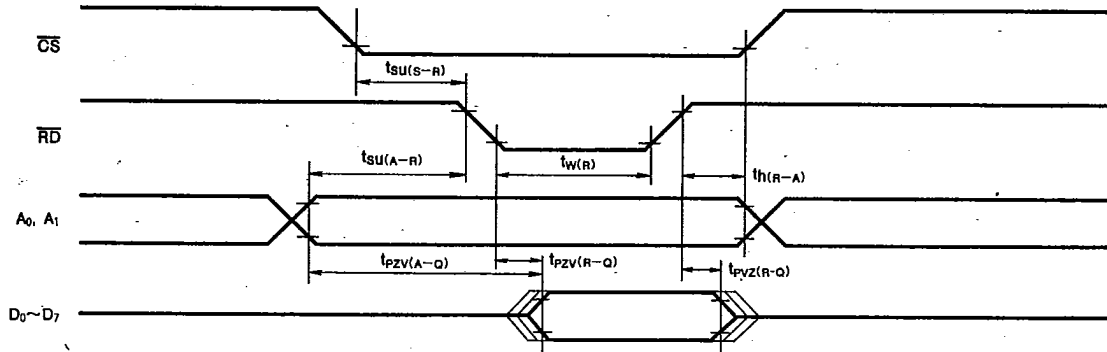 CS
tSU(S−R)
RD
tSU(A−R)
tW(R)
th(R−A)
A0, A1
tPZV(A−Q)
tPZV(R−Q)
tPVZ(R-Q)
D0~D7